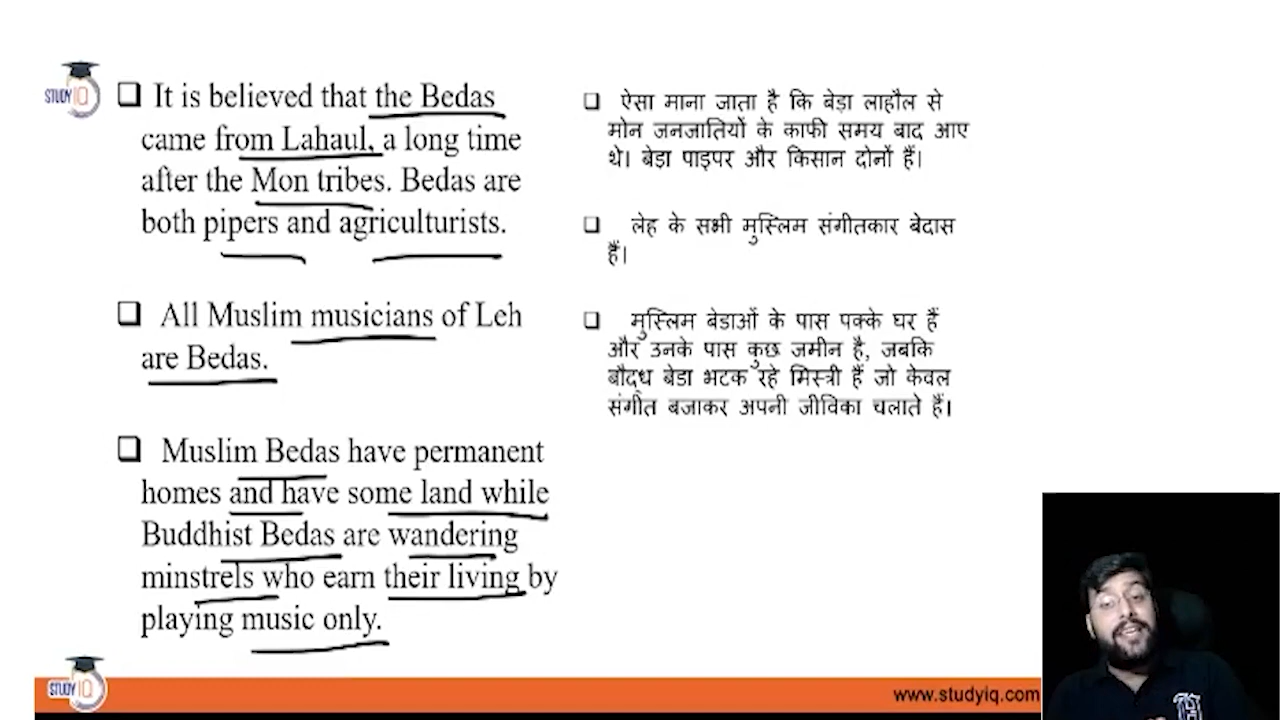 STUDY IQ
❑ It is believed that the Bedas
came from Lahaul, a long time
after the Mon tribes. Bedas are
both pipers and agriculturists.
❑ All Muslim musicians of Leh
are Bedas.
❑ Muslim Bedas have permanent
homes and have some land while
Buddhist Bedas are wandering
minstrels who earn their living by
playing music only.
❑ ऐसा माना जाता है कि बेड़ा लाहौल से
मोन जनजातियों के काफी समय बाद आए
थे। बेड़ा पाइपर और किसान दोनों हैं।
❑ लेह के सभी मुस्लिम संगीतकार बेदास
हैं।
❑ मुस्लिम बेडाओं के पास पक्के घर हैं
और उनके पास कुछ जमीन है, जबकि
बौद्ध बेडा भटक रहे मिस्त्री हैं जो केवल
संगीत बजाकर अपनी जीविका चलाते हैं।
STUDY IQ
www.studyiq.com